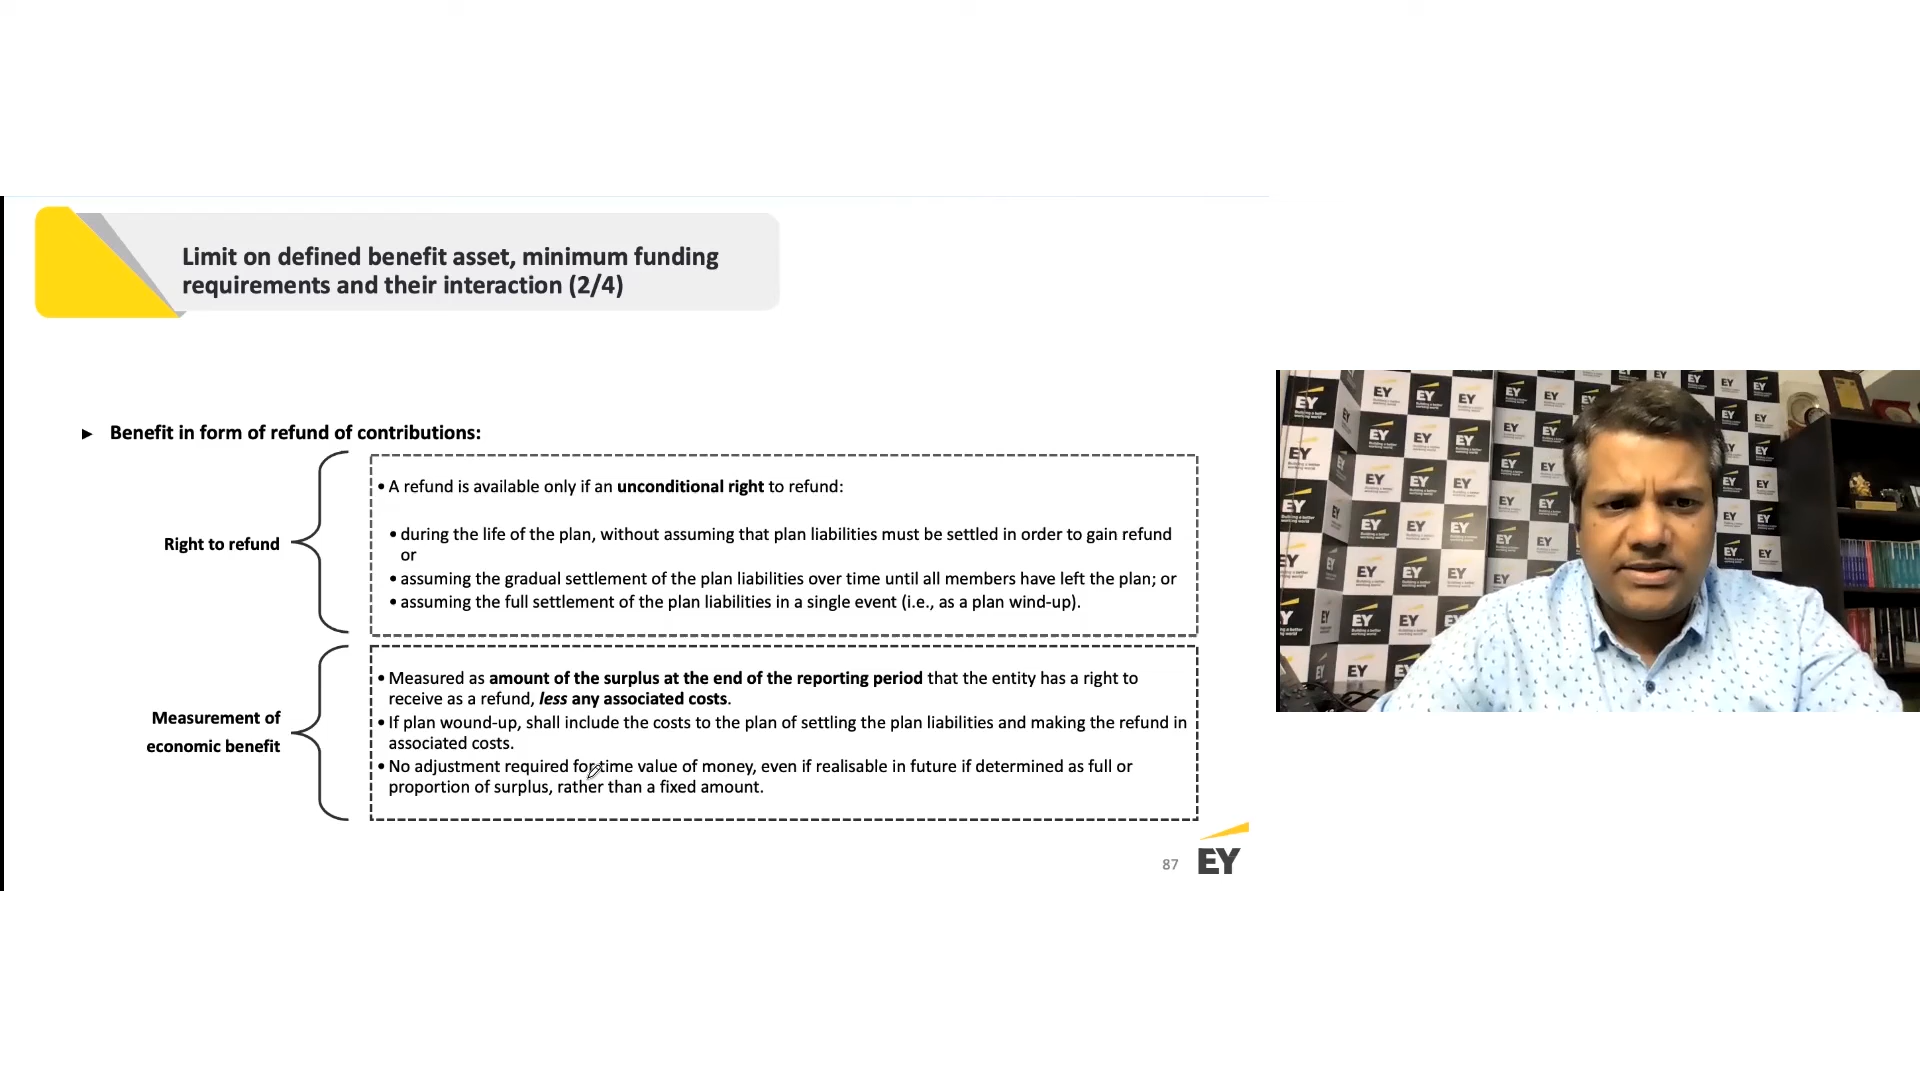 Limit on defined benefit asset, minimum funding
requirements and their interaction (2/4)
► Benefit in form of refund of contributions:
Right to refund
• A refund is available only if an unconditional right to refund:
• during the life of the plan, without assuming that plan liabilities must be settled in order to gain refund
or
• assuming the gradual settlement of the plan liabilities over time until all members have left the plan; or
• assuming the full settlement of the plan liabilities in a single event (i.e., as a plan wind-up).
Measurement of
economic benefit
• Measured as amount of the surplus at the end of the reporting period that the entity has a right to
receive as a refund, less any associated costs.
• If plan wound-up, shall include the costs to the plan of settling the plan liabilities and making the refund in
associated costs.
• No adjustment required for time value of money, even if realisable in future if determined as full or
proportion of surplus, rather than a fixed amount.
87
EY
EY
Building a better
working world